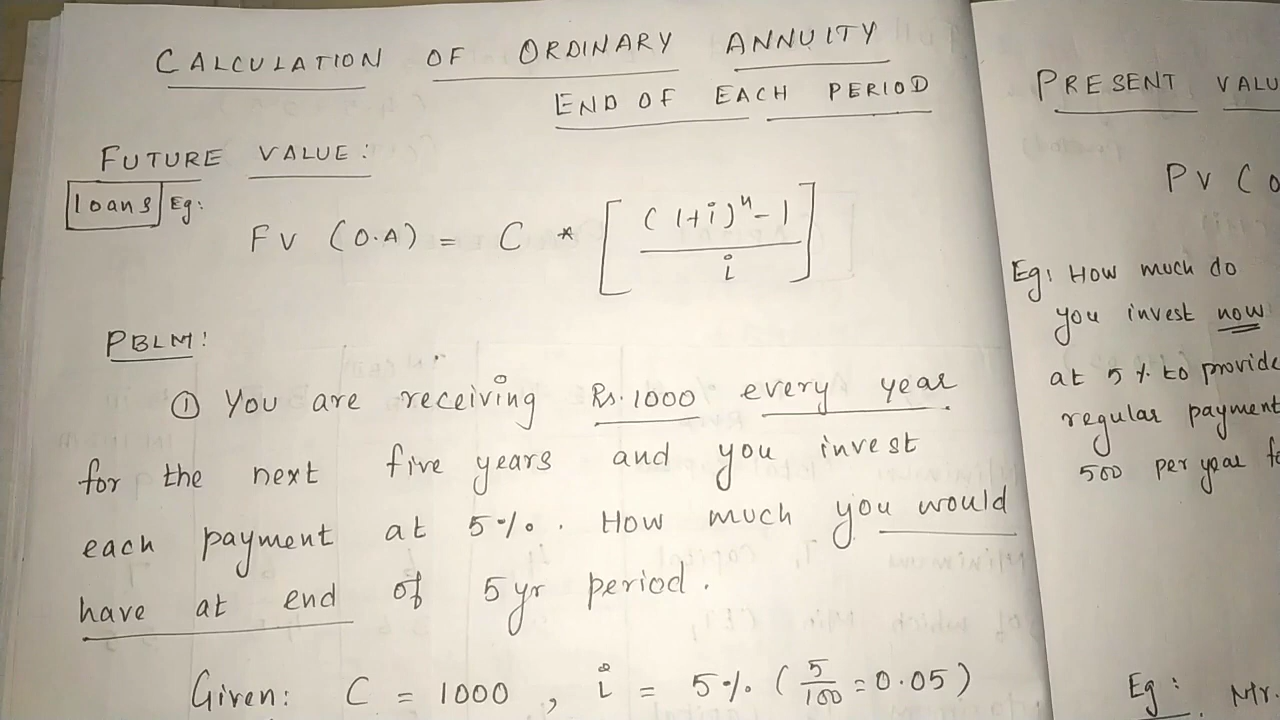 CALCULATION OF ORDINARY ANNUITY
END OF EACH PERIOD
FUTURE VALUE:
loans Eg:
FV (O.A) = C * [ (1+i)^n - 1 / i ]
PBLM:
① You are receiving Rs.1000 every year
for the next five years and you invest
each payment at 5%. How much you would
have at end of 5 yr period.
Given: C = 1000, i = 5% (5/100 = 0.05)
PRESENT VALU
PV (O
Eg: How much do
you invest now
at 5% to provide
regular payment
500 per year fo
Eg: Mr.